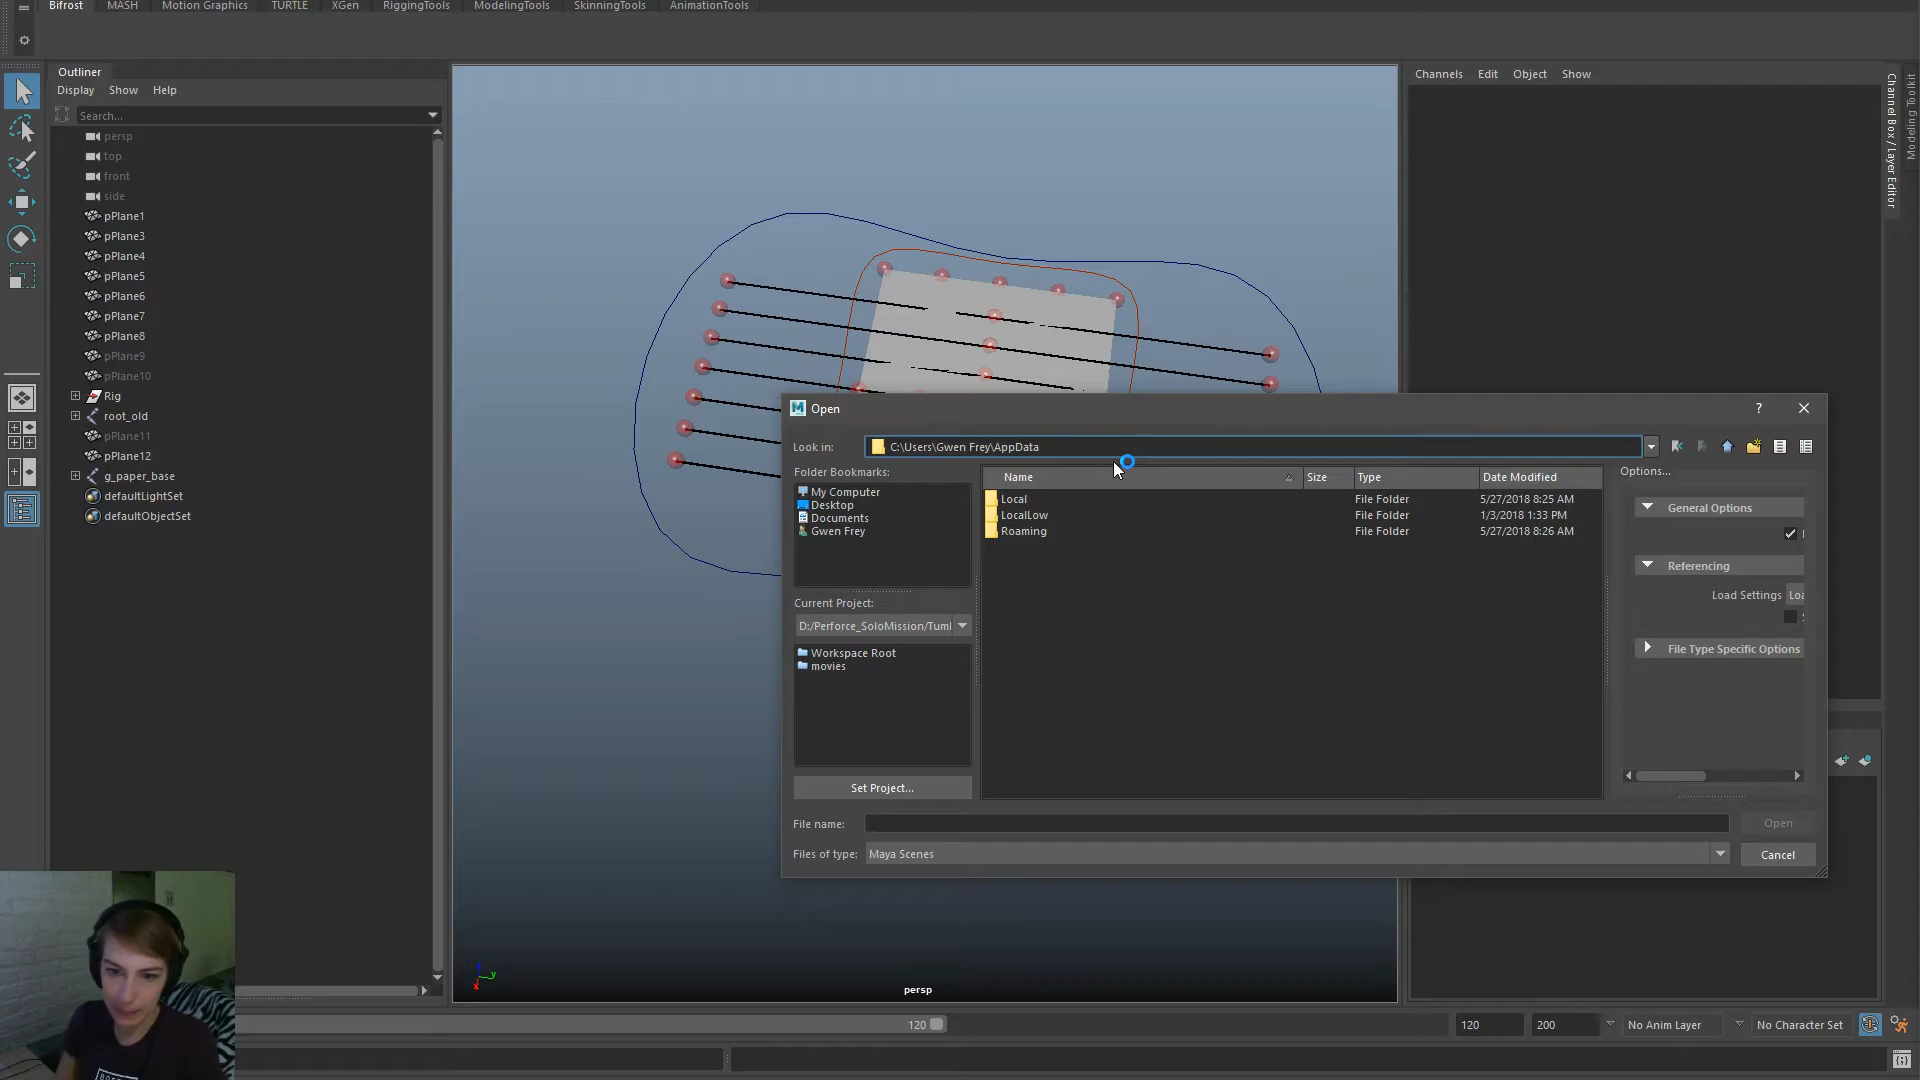 Bifrost MASH Motion Graphics TURTLE XGen RiggingTools ModelingTools SkinningTools AnimationTools
Outliner
Display Show Help
Search...
persp
top
front
side
pPlane1
pPlane3
pPlane4
pPlane5
pPlane6
pPlane7
pPlane8
pPlane9
pPlane10
Rig
root_old
pPlane11
pPlane12
g_paper_base
defaultLightSet
defaultObjectSet
persp
Channels Edit Object Show
Channel Box / Layer Editor
Modeling Toolkit
Open
?
Look in: C:\Users\Gwen Frey\AppData
Folder Bookmarks:
My Computer
Desktop
Documents
Gwen Frey
Name Size Type Date Modified
Local File Folder 5/27/2018 8:25 AM
LocalLow File Folder 1/3/2018 1:33 PM
Roaming File Folder 5/27/2018 8:26 AM
Options...
General Options
Referencing
Load Settings Loa
File Type Specific Options
Current Project:
D:/Perforce_SoloMission/Tuml
Workspace Root
movies
Set Project...
File name:
Open
Files of type: Maya Scenes
Cancel
120
120 200 No Anim Layer No Character Set